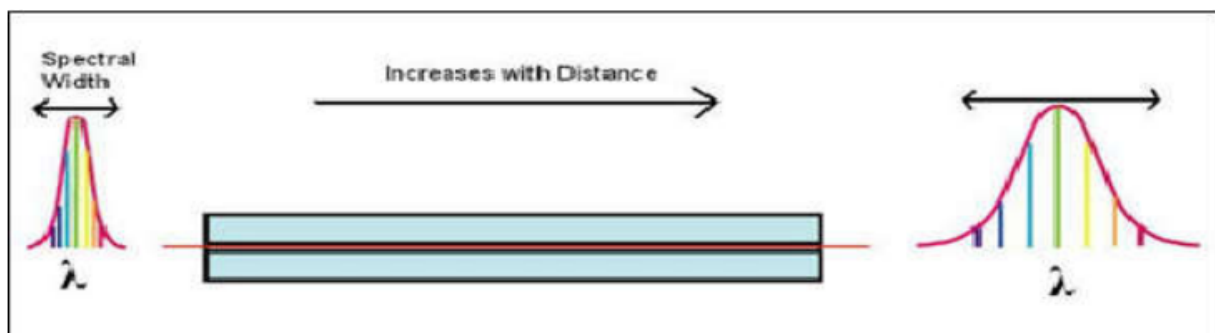 Spectral
Width
Increases with Distance
λ
λ